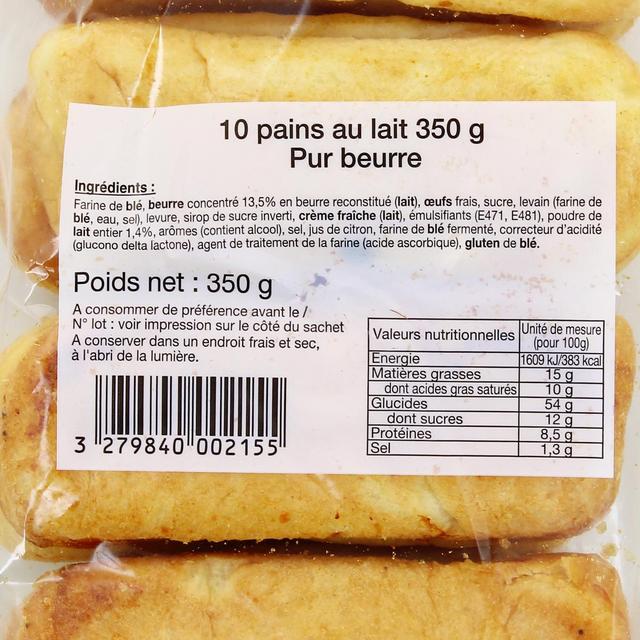 10 pains au lait 350 g
Pur beurre
Ingrédients :
Farine de blé, beurre concentré 13,5% en beurre reconstitué (lait), œufs frais, sucre, levain (farine de
blé, eau, sel), levure, sirop de sucre inverti, crème fraîche (lait), émulsifiants (E471, E481), poudre de
lait entier 1,4%, arômes (contient alcool), sel, jus de citron, farine de blé fermenté, correcteur d'acidité
(glucono delta lactone), agent de traitement de la farine (acide ascorbique), gluten de blé.
Poids net : 350 g
A consommer de préférence avant le /
N° lot : voir impression sur le côté du sachet
A conserver dans un endroit frais et sec,
à l'abri de la lumière.
3 279840 002155
Valeurs nutritionnelles Unité de mesure
(pour 100g)
Energie 1609 kJ/383 kcal
Matières grasses 15 g
dont acides gras saturés 10 g
Glucides 54 g
dont sucres 12 g
Protéines 8,5 g
Sel 1,3 g